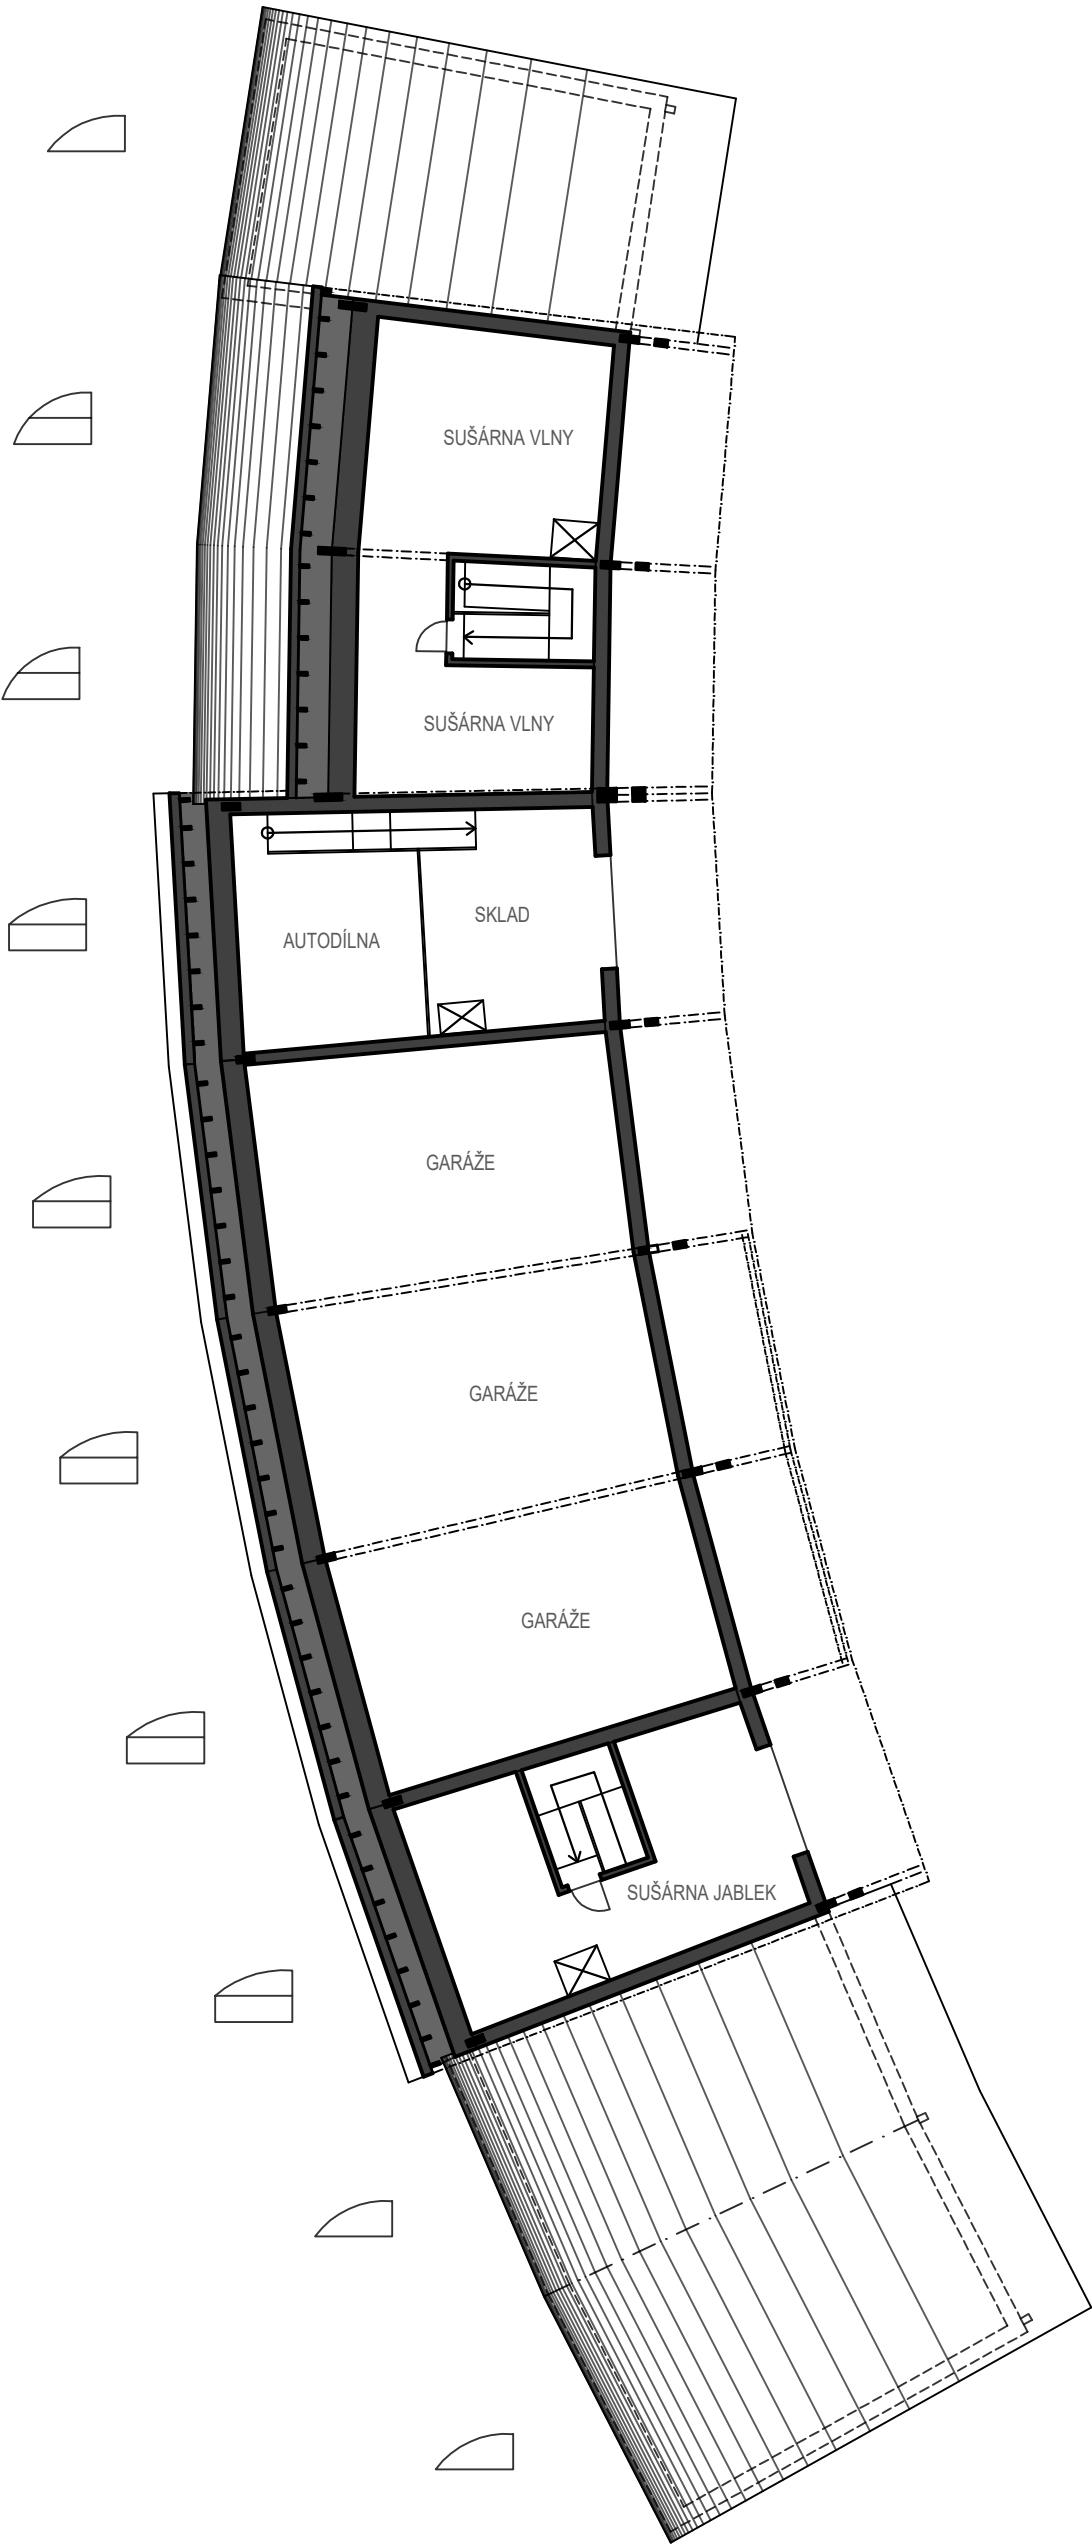 SUŠÁRNA VLNY
SUŠÁRNA VLNY
SKLAD
AUTODÍLNA
GARÁŽE
GARÁŽE
GARÁŽE
SUŠÁRNA JABLEK